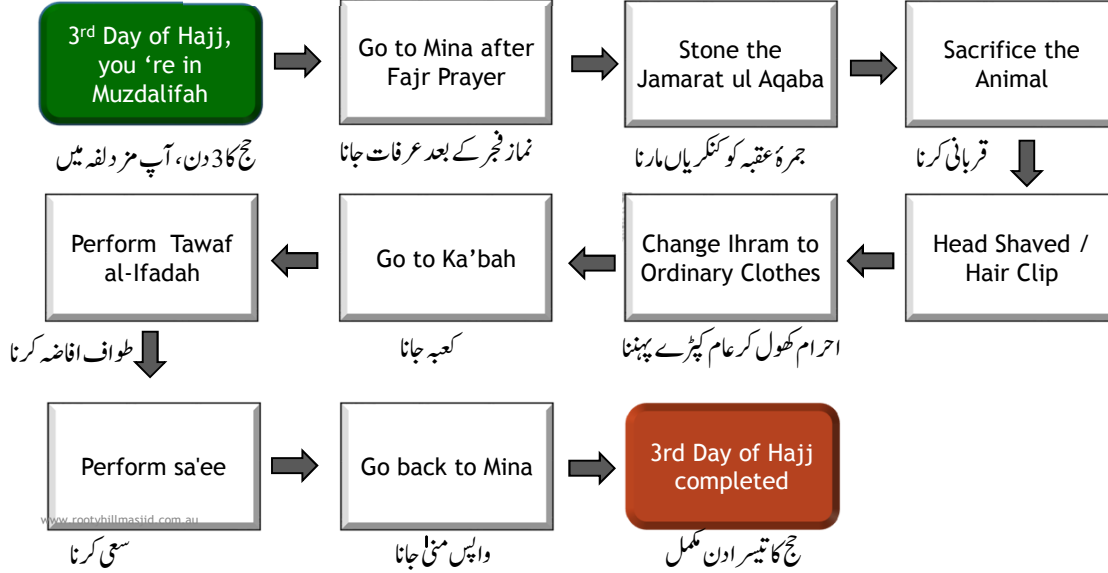 3rd Day of Hajj,
you ‘re in
Muzdalifah
Go to Mina after
Fajr Prayer
Stone the
Jamarat ul Aqaba
Sacrifice the
Animal
حج کا 3 دن، آپ مزدلفہ میں
نماز فجر کے بعد عرفات جانا
جمرۂ عقبہ کو کنکریاں مارنا
قربانی کرنا
Head Shaved /
Hair Clip
Change Ihram to
Ordinary Clothes
Go to Ka’bah
Perform Tawaf
al-Ifadah
احرام کھول کر عام کپڑے پہننا
کعبہ جانا
طواف افاضہ کرنا
Perform sa'ee
Go back to Mina
3rd Day of Hajj
completed
www.rootyhillmasjid.com.au
سعی کرنا
واپس منیٰ جانا
حج کا تیسرا دن مکمل